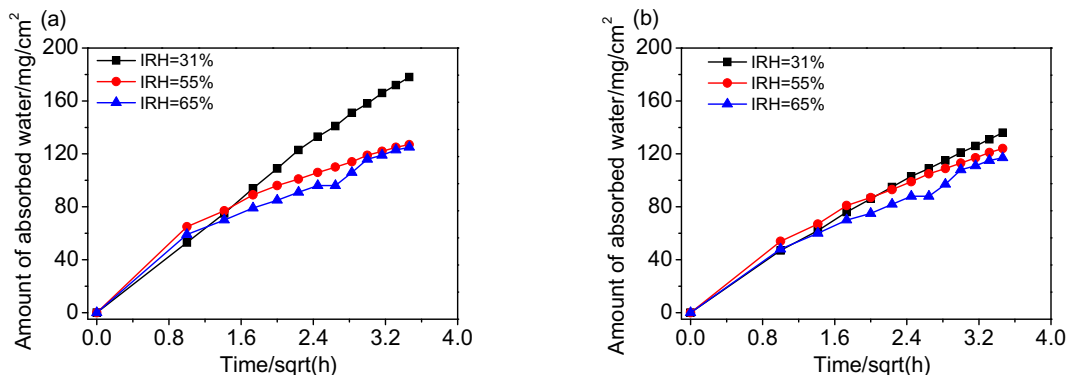 (a)
200
160
120
80
40
0
Amount of absorbed water/mg/cm²
IRH=31%
IRH=55%
IRH=65%
0.0 0.8 1.6 2.4 3.2 4.0
Time/sqrt(h)
(b)
200
160
120
80
40
0
Amount of absorbed water/mg/cm²
IRH=31%
IRH=55%
IRH=65%
0.0 0.8 1.6 2.4 3.2 4.0
Time/sqrt(h)